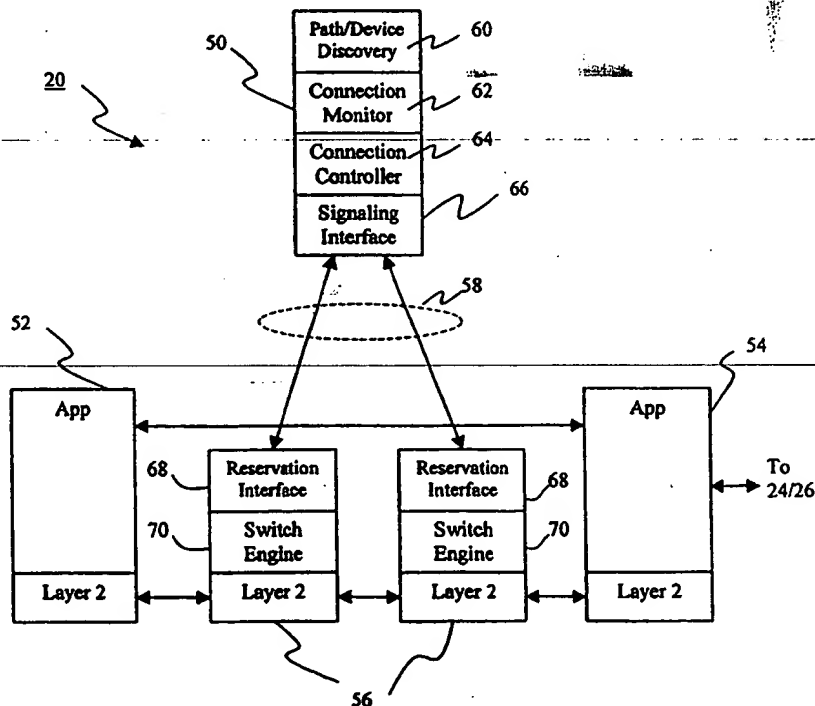 Path/Device
Discovery
60
50
20
Connection
Monitor
62
Connection
Controller
64
Signaling
Interface
66
58
52
54
App
App
68
Reservation
Interface
Reservation
Interface
68
To
24/26
70
Switch
Engine
Switch
Engine
70
Layer 2
Layer 2
Layer 2
Layer 2
56